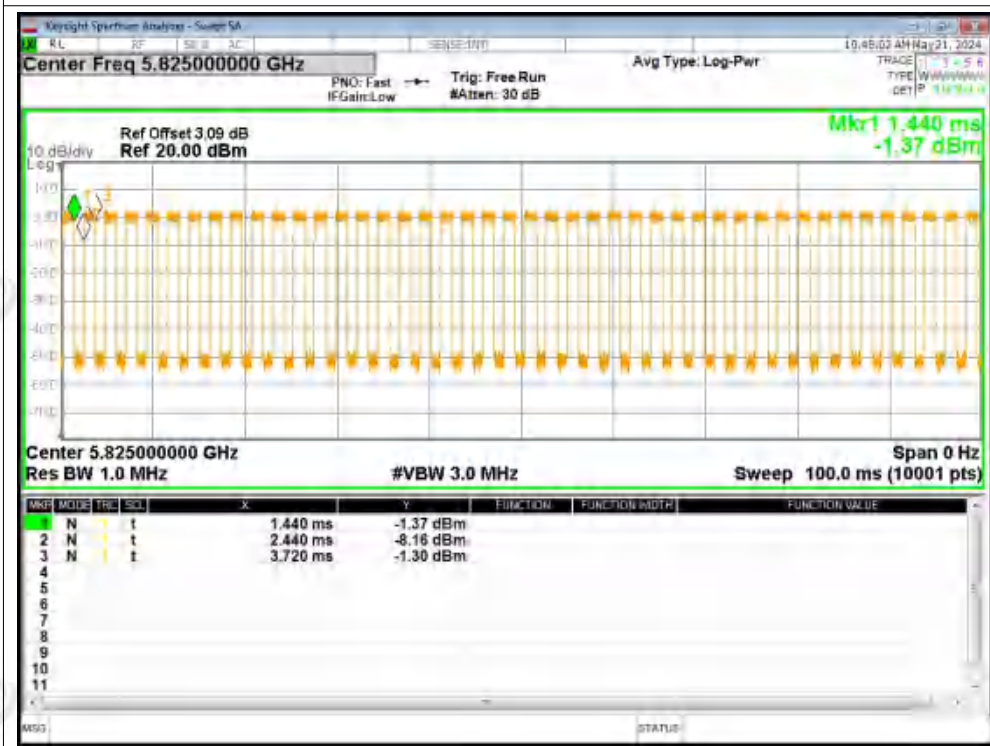 Keysight Spectrum Analyzer - Swept SA
RL RF 50 Ω AC SENSE:INT 10:45:02 AM May 21, 2024
Center Freq 5.825000000 GHz Avg Type: Log-Pwr TRACE
PNO: Fast Trig: Free Run TYPE
IFGain:Low #Atten: 30 dB DET
Mkr1 1.440 ms
Ref Offset 3.09 dB -1.37 dBm
10 dB/div Ref 20.00 dBm
Log
Center 5.825000000 GHz Span 0 Hz
Res BW 1.0 MHz #VBW 3.0 MHz Sweep 100.0 ms (10001 pts)
MKR MODE TRC SCL X Y FUNCTION FUNCTION WIDTH FUNCTION VALUE
1 N 1 t 1.440 ms -1.37 dBm
2 N 1 t 2.440 ms -8.16 dBm
3 N 1 t 3.720 ms -1.30 dBm
4
5
6
7
8
9
10
11
MSG STATUS